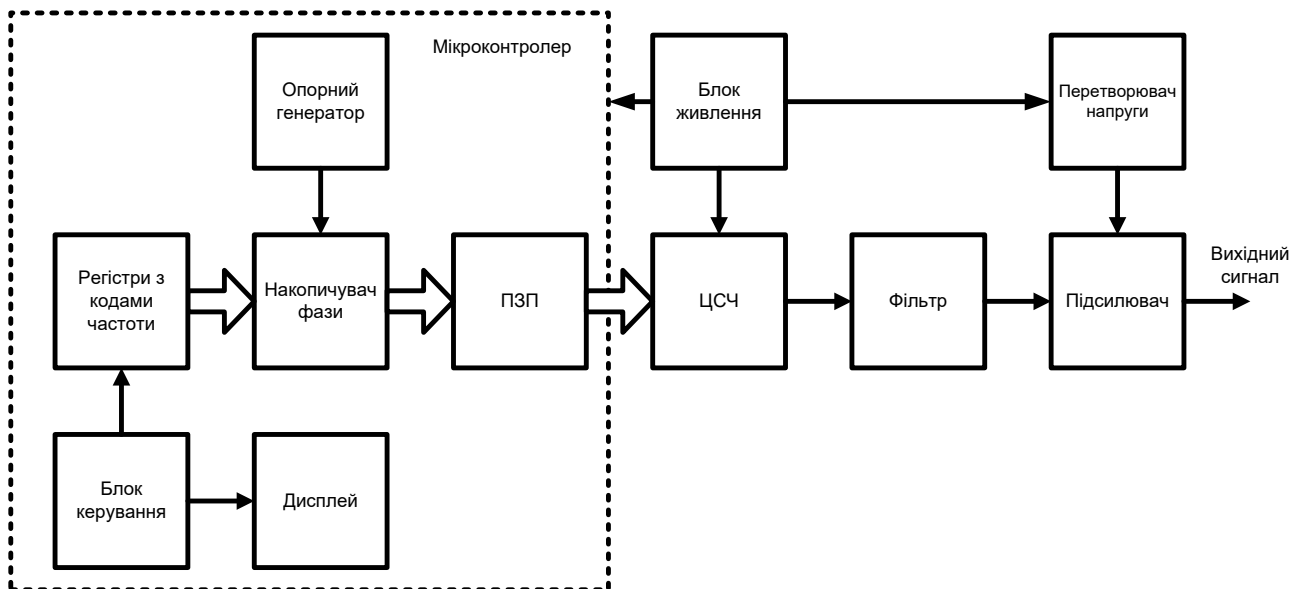 Мікроконтролер
Опорний
генератор
Блок
живлення
Перетворювач
напруги
Регістри з
кодами
частоти
Накопичувач
фази
ПЗП
ЦСЧ
Фільтр
Підсилювач
Вихідний
сигнал
Блок
керування
Дисплей